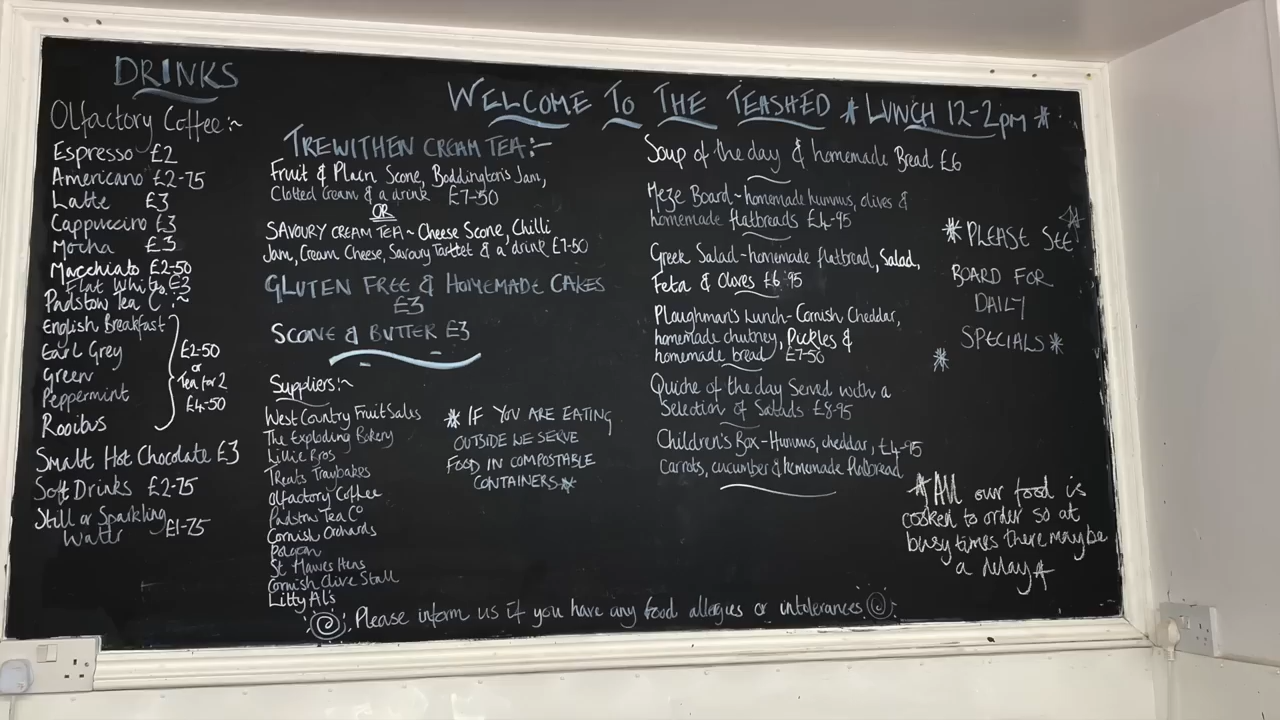 DRINKS
Olfactory Coffee:~
Espresso £2
Americano £2-75
Latte £3
Cappuccino £3
Mocha £3
Macchiato £2-50
Flat White £3
Padstow Tea Co:~
English Breakfast
Earl Grey
Green
Peppermint
Rooibus
£2-50
or
Tea for 2
£4-50
Small Hot Chocolate £3
Soft Drinks £2-75
Still or Sparkling
Water £1-75
WELCOME TO THE TEASHED * LUNCH 12-2pm *
TREWITHEN CREAM TEA:-
Fruit & Plain Scone, Boddington's Jam,
Clotted Cream & a drink £7-50
OR
SAVOURY CREAM TEA ~ Cheese Scone, Chilli
Jam, Cream Cheese, Savoury Tartlet & a drink £7-50
GLUTEN FREE & HOMEMADE CAKES
£3
SCONE & BUTTER £3
Suppliers:~
West Country Fruit Sales
The Exploding Bakery
Lillie Bros
Treats Traybakes
Olfactory Coffee
Padstow Tea Co
Cornish Orchards
Polgoon
St Mawes Hens
Cornish Olive Stall
Litty Al's
* IF YOU ARE EATING
OUTSIDE WE SERVE
FOOD IN COMPOSTABLE
CONTAINERS *
Soup of the day & homemade Bread £6
Meze Board ~ homemade hummus, olives &
homemade flatbreads £4-95
Greek Salad - homemade flatbread, Salad,
Feta & Olives £6-95
Ploughman's Lunch - Cornish Cheddar,
homemade chutney, Pickles &
homemade bread £7-50
Quiche of the day Served with a
Selection of Salads £8-95
Children's Box - Hummus, cheddar, £4-95
Carrots, cucumber & homemade flatbread
* PLEASE SEE *
BOARD FOR
DAILY
SPECIALS *
*
* All our food is
cooked to order so at
busy times there may be
a delay *
Please inform us if you have any food allergies or intolerances